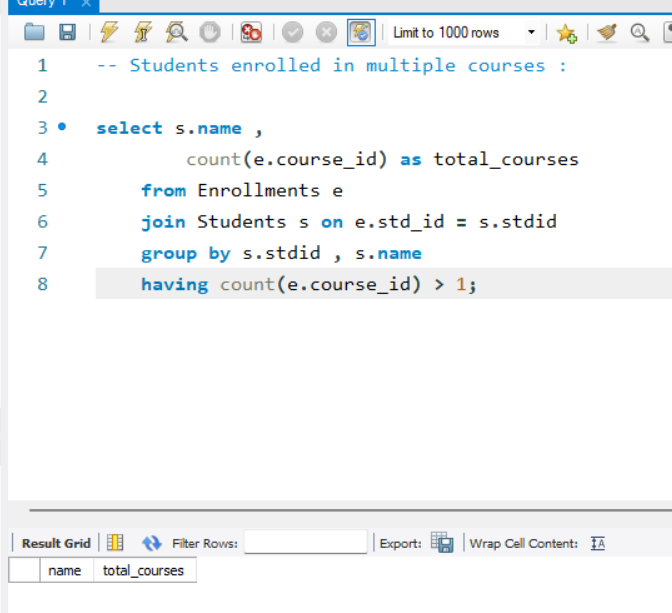 Query 1 ×
Limit to 1000 rows
1 -- Students enrolled in multiple courses :
2
3 select s.name ,
4 count(e.course_id) as total_courses
5 from Enrollments e
6 join Students s on e.std_id = s.stdid
7 group by s.stdid , s.name
8 having count(e.course_id) > 1;
Result Grid Filter Rows: Export: Wrap Cell Content: IA
name total_courses